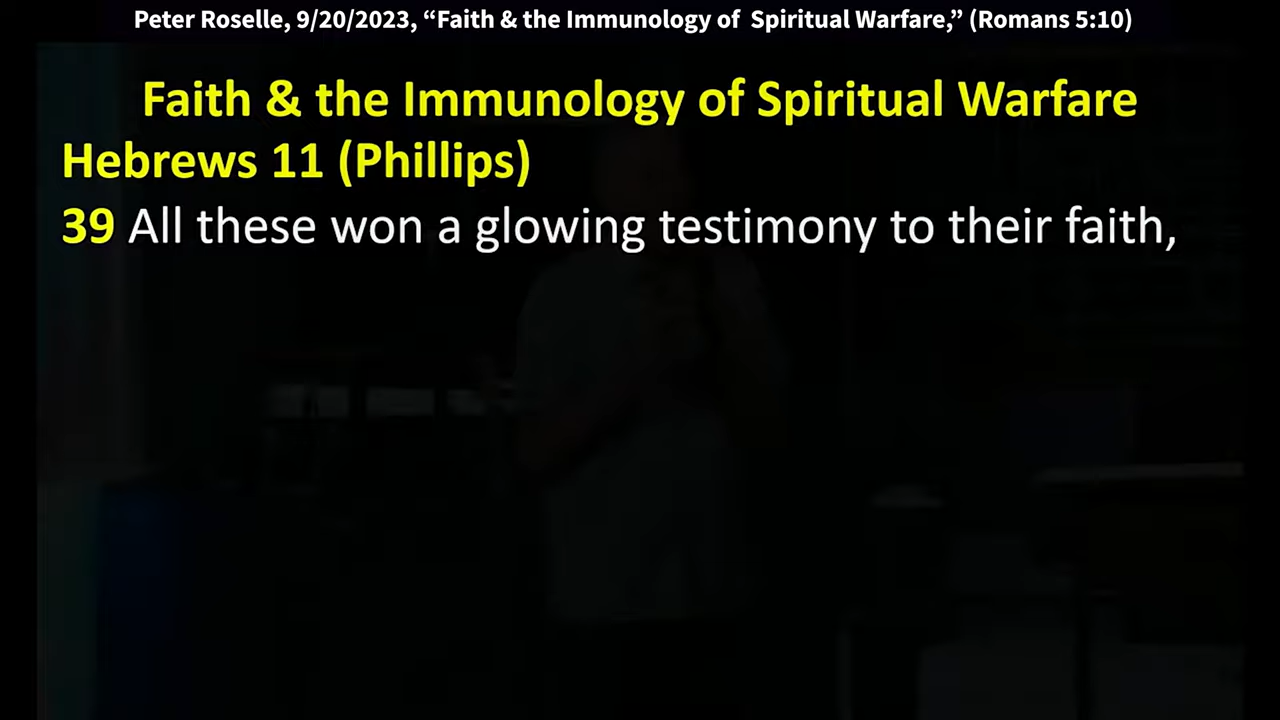 Peter Roselle, 9/20/2023, “Faith & the Immunology of  Spiritual Warfare,” (Romans 5:10)
Faith & the Immunology of Spiritual Warfare
Hebrews 11 (Phillips)
39 All these won a glowing testimony to their faith,